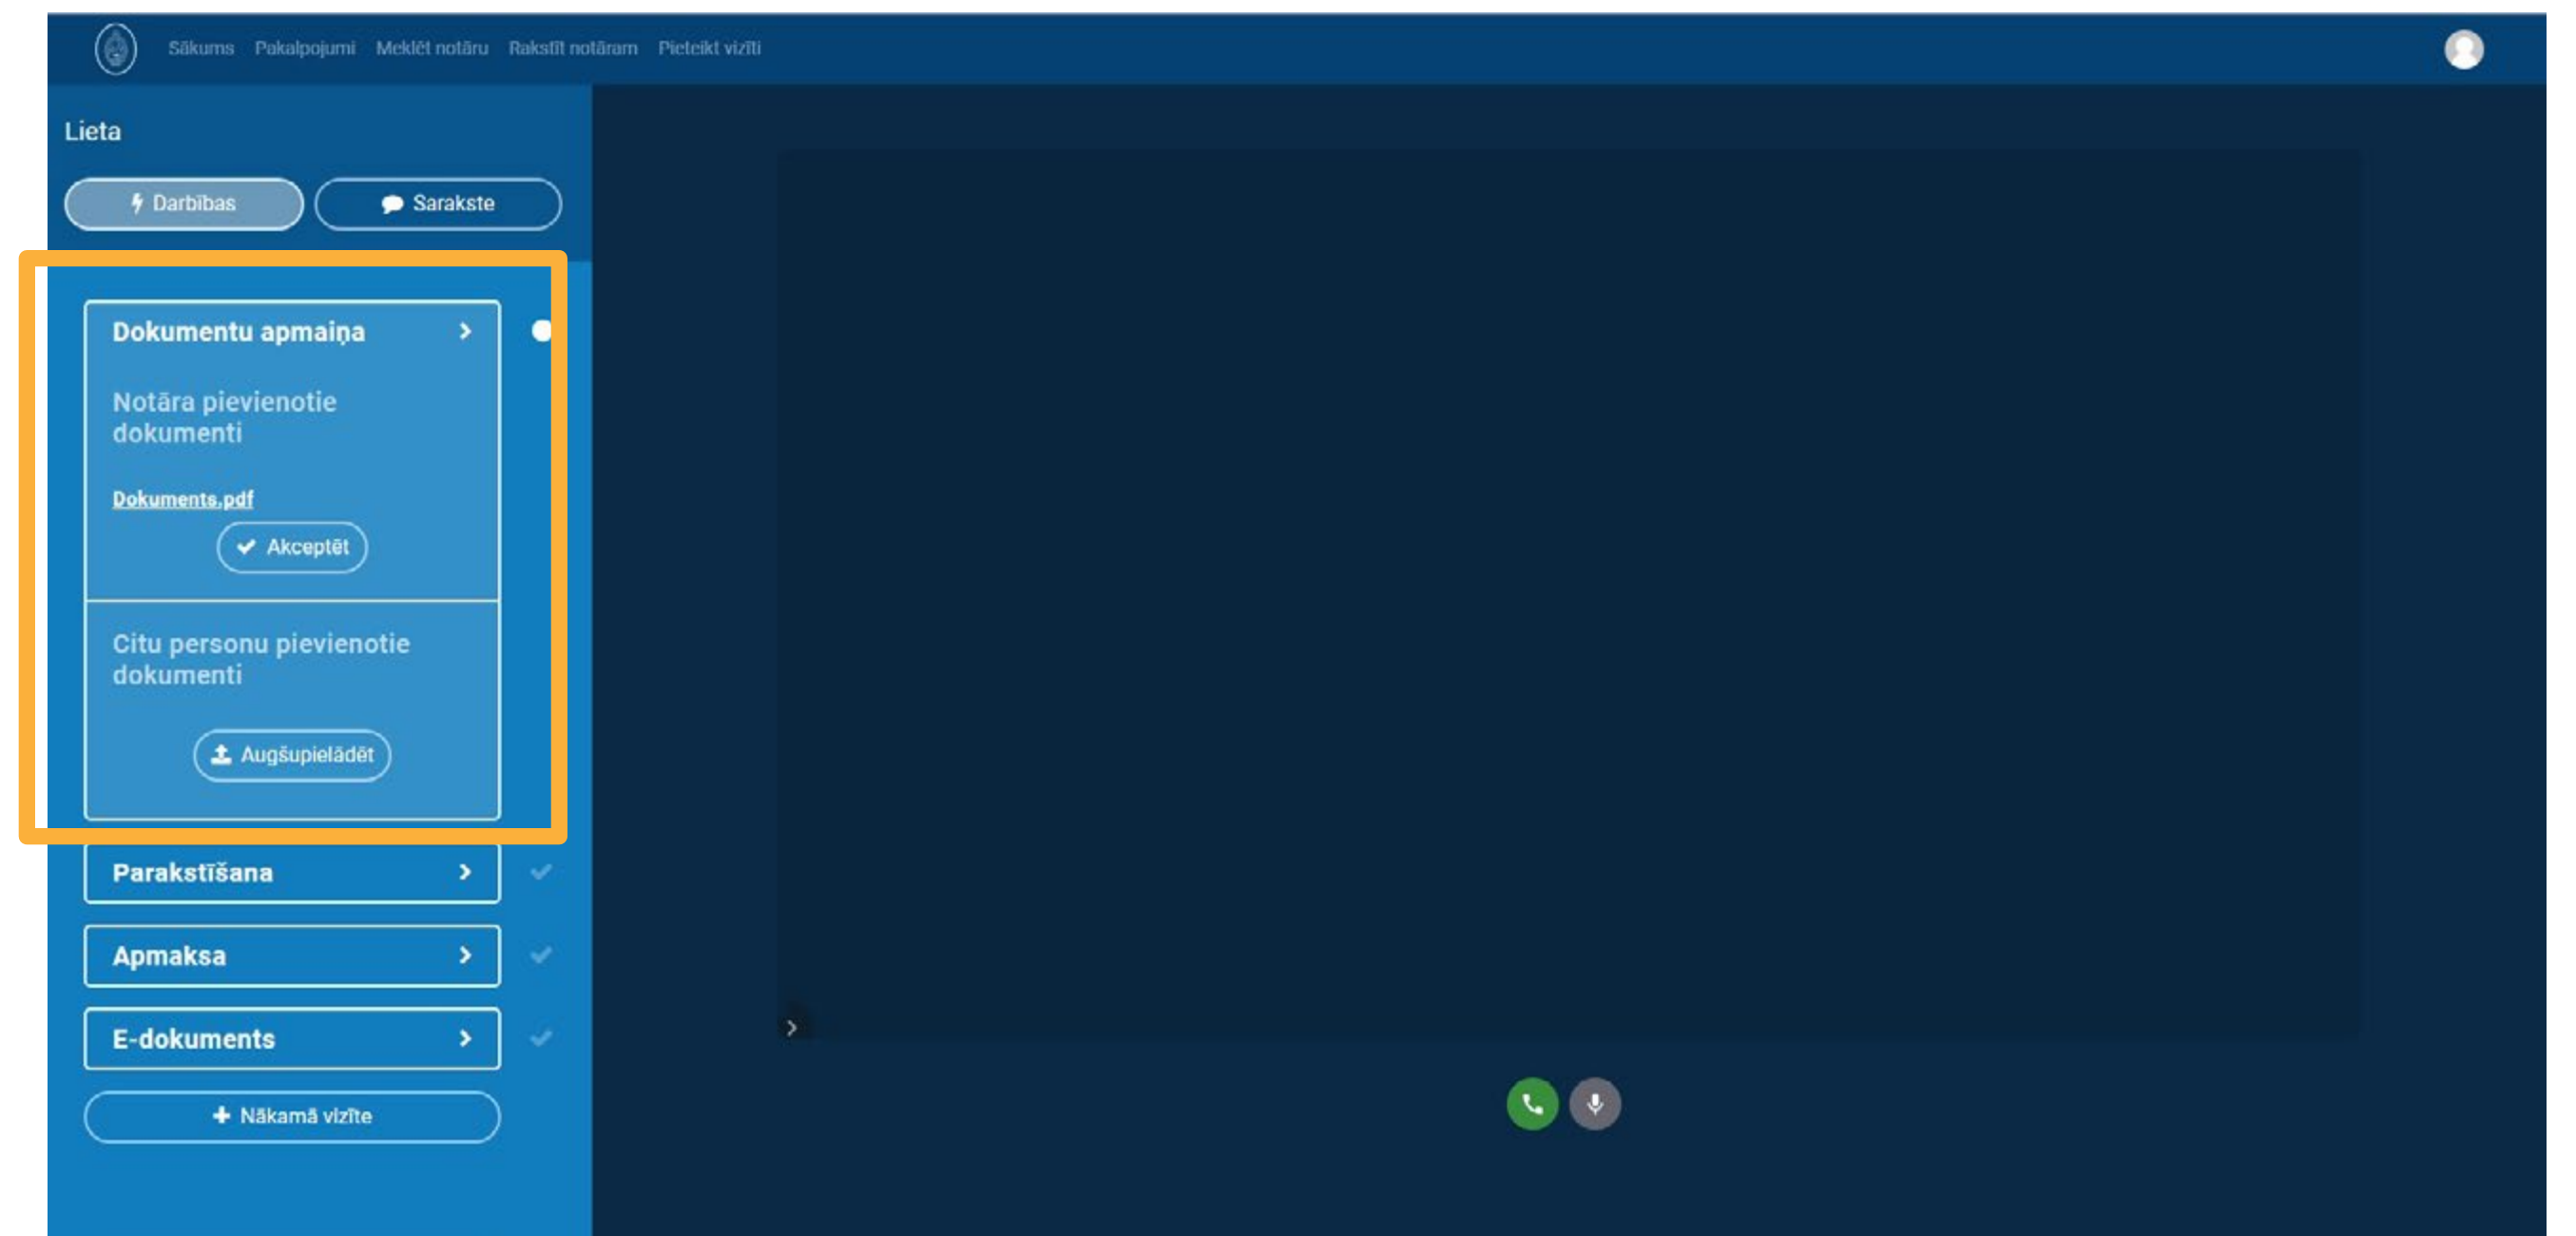 Sākums Pakalpojumi Meklēt notāru Rakstīt notāram Pieteikt vizīti
Lieta
Darbības Sarakste
Dokumentu apmaiņa
Notāra pievienotie
dokumenti
Dokuments.pdf
Akceptēt
Citu personu pievienotie
dokumenti
Augšupielādēt
Parakstīšana
Apmaksa
E-dokuments
Nākamā vizīte